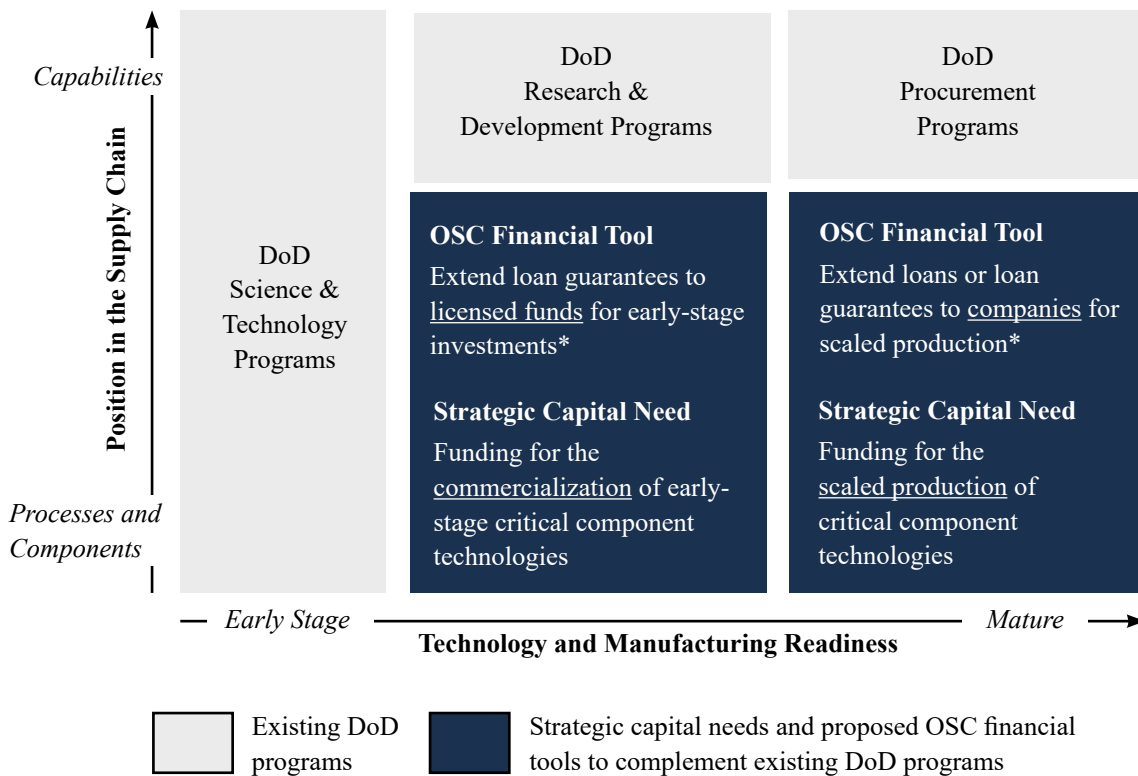 Capabilities
Position in the Supply Chain
Processes and
Components
DoD
Science &
Technology
Programs
DoD
Research &
Development Programs
DoD
Procurement
Programs
OSC Financial Tool
Extend loan guarantees to
licensed funds for early-stage
investments*
Strategic Capital Need
Funding for the
commercialization of early-
stage critical component
technologies
OSC Financial Tool
Extend loans or loan
guarantees to companies for
scaled production*
Strategic Capital Need
Funding for the
scaled production of
critical component
technologies
Early Stage
Mature
Technology and Manufacturing Readiness
Existing DoD
programs
Strategic capital needs and proposed OSC financial
tools to complement existing DoD programs